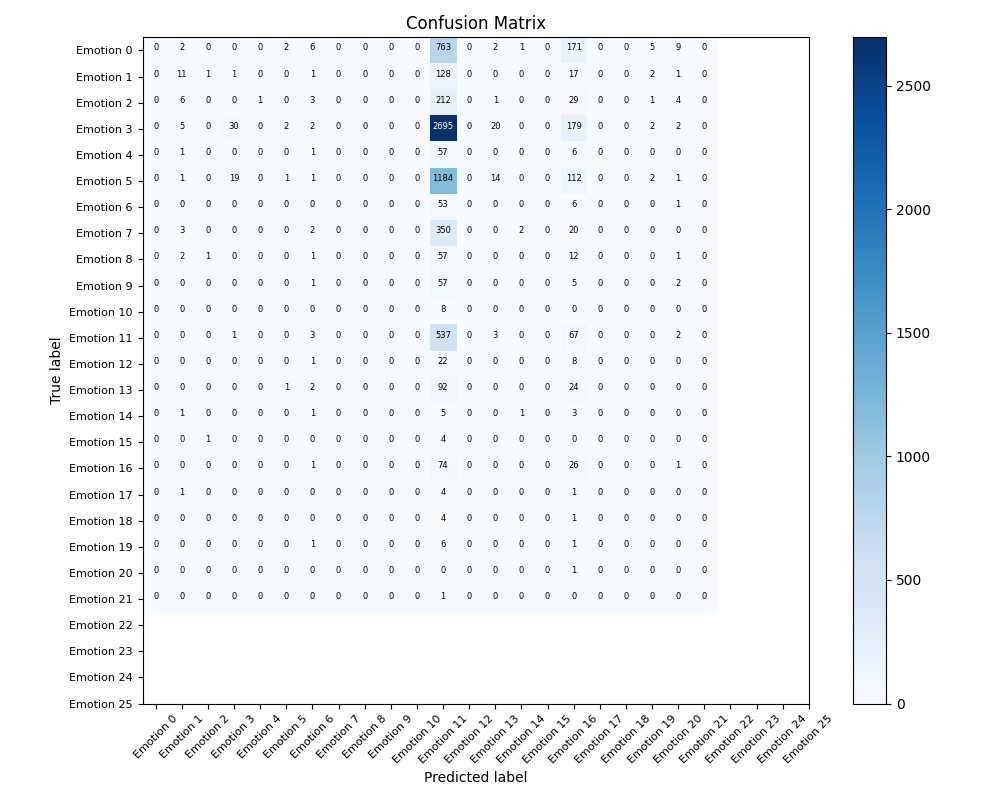 Confusion Matrix
Emotion 0 0 2 0 0 0 2 6 0 0 0 0 763 0 2 1 0 171 0 0 5 9 0
Emotion 1 0 11 1 1 0 0 1 0 0 0 0 128 0 0 0 0 17 0 0 2 1 0
Emotion 2 0 6 0 0 1 0 3 0 0 0 0 212 0 1 0 0 29 0 0 1 4 0
Emotion 3 0 5 0 30 0 2 2 0 0 0 0 2695 0 20 0 0 179 0 0 2 2 0
Emotion 4 0 1 0 0 0 0 1 0 0 0 0 57 0 0 0 0 6 0 0 0 0 0
Emotion 5 0 1 0 19 0 1 1 0 0 0 0 1184 0 14 0 0 112 0 0 2 1 0
Emotion 6 0 0 0 0 0 0 0 0 0 0 0 53 0 0 0 0 6 0 0 0 1 0
Emotion 7 0 3 0 0 0 0 2 0 0 0 0 350 0 0 2 0 20 0 0 0 0 0
Emotion 8 0 2 1 0 0 0 1 0 0 0 0 57 0 0 0 0 12 0 0 0 1 0
Emotion 9 0 0 0 0 0 0 1 0 0 0 0 57 0 0 0 0 5 0 0 0 2 0
Emotion 10 0 0 0 0 0 0 0 0 0 0 0 8 0 0 0 0 0 0 0 0 0 0
Emotion 11 0 0 0 1 0 0 3 0 0 0 0 537 0 3 0 0 67 0 0 0 2 0
Emotion 12 0 0 0 0 0 0 1 0 0 0 0 22 0 0 0 0 8 0 0 0 0 0
Emotion 13 0 0 0 0 0 1 2 0 0 0 0 92 0 0 0 0 24 0 0 0 0 0
Emotion 14 0 1 0 0 0 0 1 0 0 0 0 5 0 0 1 0 3 0 0 0 0 0
Emotion 15 0 0 1 0 0 0 0 0 0 0 0 4 0 0 0 0 0 0 0 0 0 0
Emotion 16 0 0 0 0 0 0 1 0 0 0 0 74 0 0 0 0 26 0 0 0 1 0
Emotion 17 0 1 0 0 0 0 0 0 0 0 0 4 0 0 0 0 1 0 0 0 0 0
Emotion 18 0 0 0 0 0 0 0 0 0 0 0 4 0 0 0 0 1 0 0 0 0 0
Emotion 19 0 0 0 0 0 0 1 0 0 0 0 6 0 0 0 0 1 0 0 0 0 0
Emotion 20 0 0 0 0 0 0 0 0 0 0 0 0 0 0 0 0 1 0 0 0 0 0
Emotion 21 0 0 0 0 0 0 0 0 0 0 0 1 0 0 0 0 0 0 0 0 0 0
Emotion 22
Emotion 23
Emotion 24
Emotion 25
True label
Emotion 0 Emotion 1 Emotion 2 Emotion 3 Emotion 4 Emotion 5 Emotion 6 Emotion 7 Emotion 8 Emotion 9 Emotion 10 Emotion 11 Emotion 12 Emotion 13 Emotion 14 Emotion 15 Emotion 16 Emotion 17 Emotion 18 Emotion 19 Emotion 20 Emotion 21 Emotion 22 Emotion 23 Emotion 24 Emotion 25
Predicted label
2500
2000
1500
1000
500
0